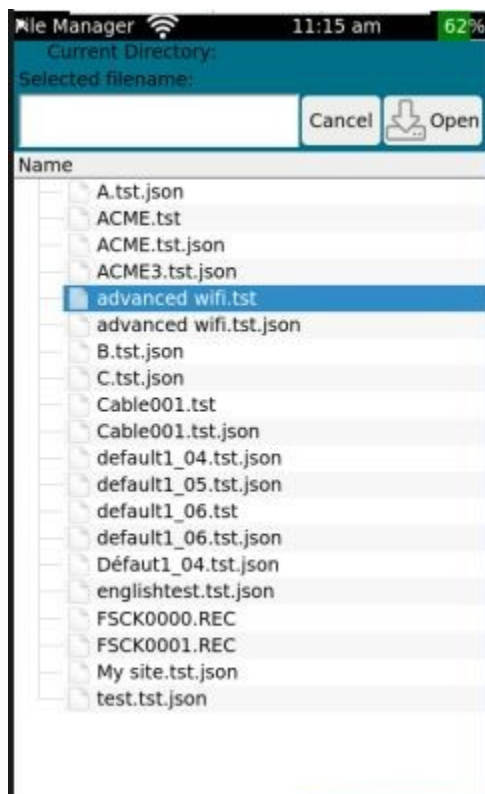 File Manager 11:15 am 62%
Current Directory:
Selected filename:
Cancel Open
Name
A.tst.json
ACME.tst
ACME.tst.json
ACME3.tst.json
advanced wifi.tst
advanced wifi.tst.json
B.tst.json
C.tst.json
Cable001.tst
Cable001.tst.json
default1_04.tst.json
default1_05.tst.json
default1_06.tst
default1_06.tst.json
Défaut1_04.tst.json
englishtest.tst.json
FSCK0000.REC
FSCK0001.REC
My site.tst.json
test.tst.json